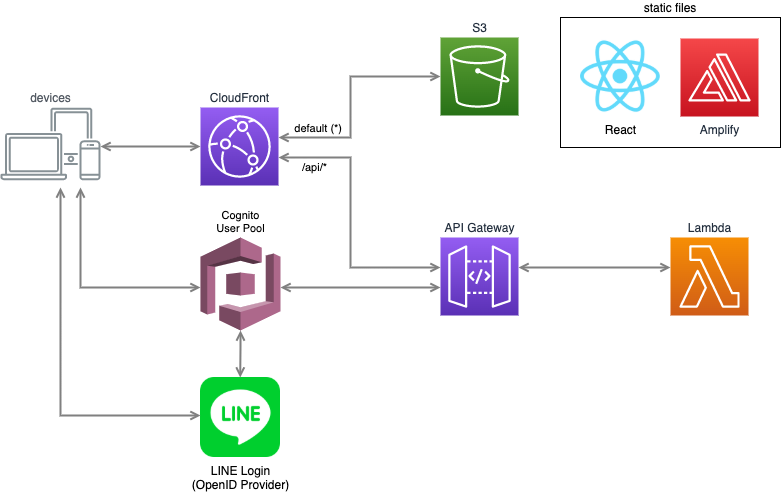 static files
S3
React
Amplify
devices
CloudFront
default (*)
/api/*
Cognito
User Pool
API Gateway
</>
Lambda
LINE
LINE Login
(OpenID Provider)